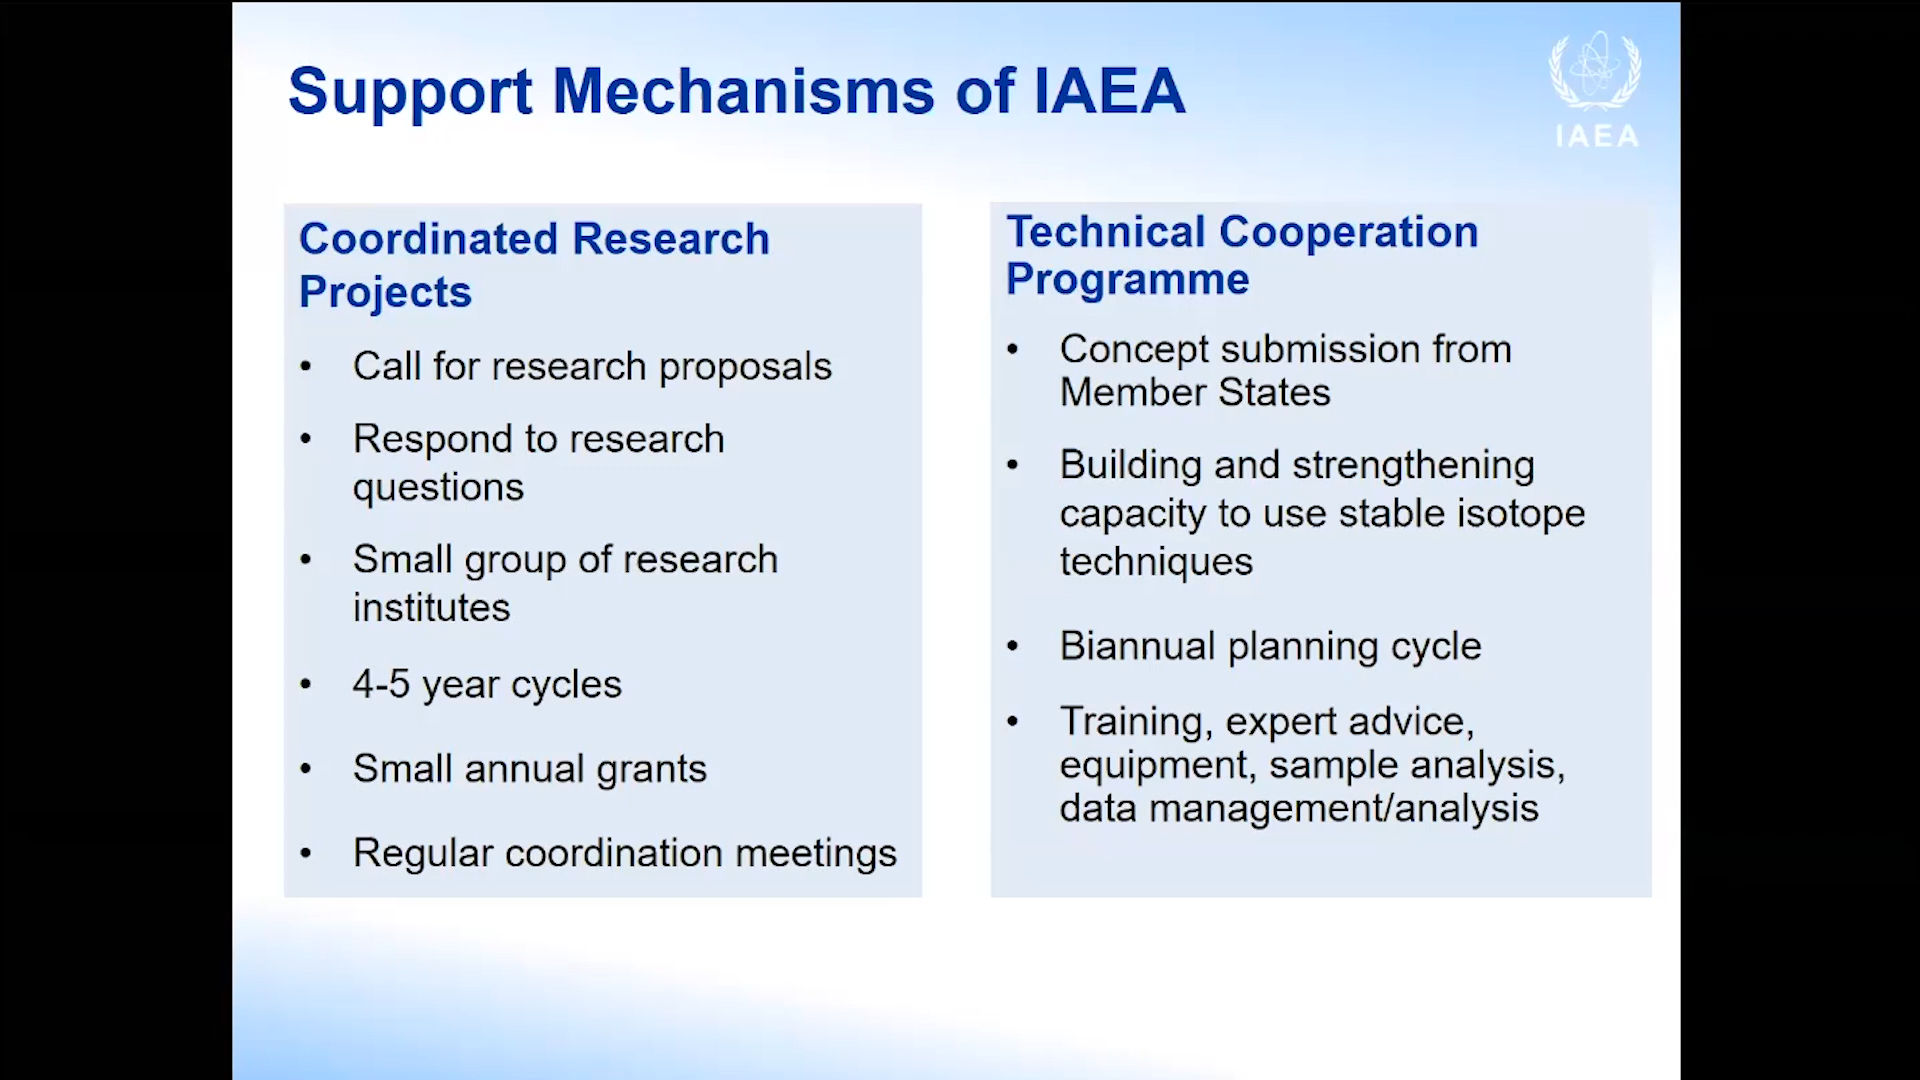 Support Mechanisms of IAEA
IAEA
Coordinated Research
Projects
• Call for research proposals
• Respond to research
questions
• Small group of research
institutes
• 4-5 year cycles
• Small annual grants
• Regular coordination meetings
Technical Cooperation
Programme
• Concept submission from
Member States
• Building and strengthening
capacity to use stable isotope
techniques
• Biannual planning cycle
• Training, expert advice,
equipment, sample analysis,
data management/analysis